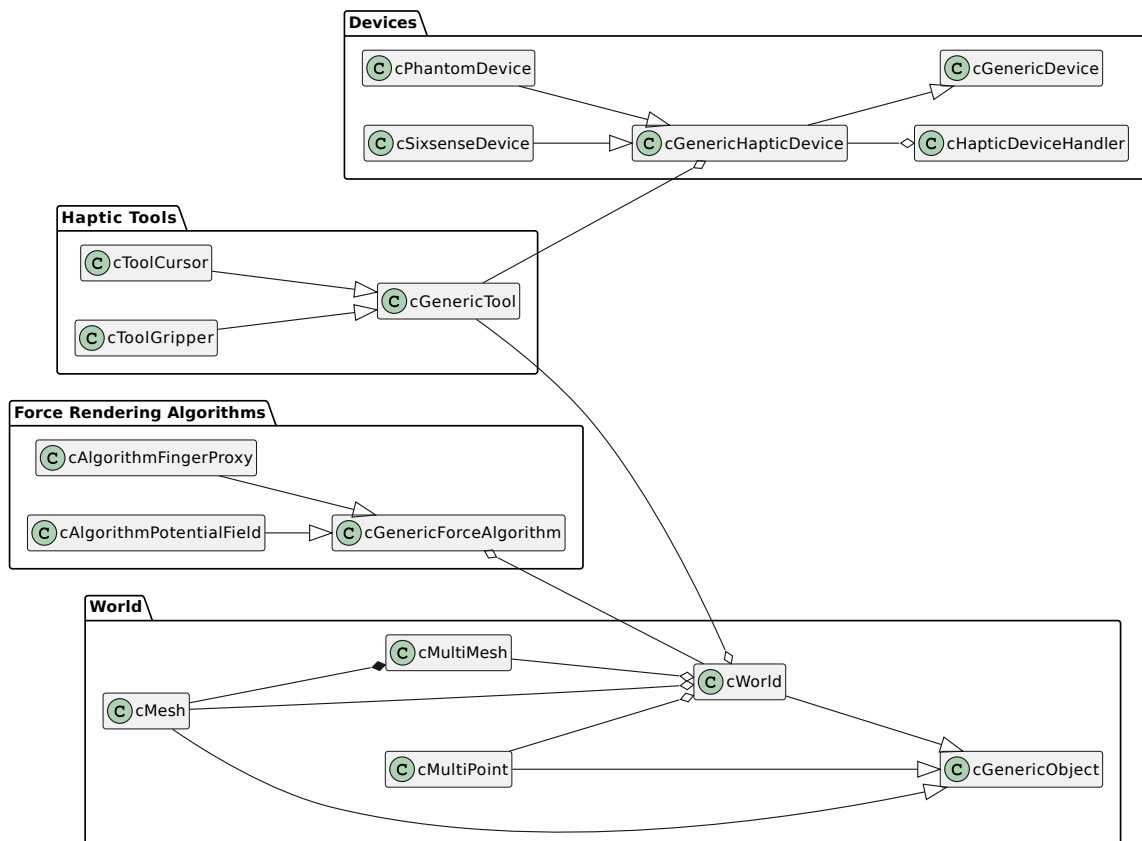 Devices
C cPhantomDevice
C cGenericDevice
C cSixsenseDevice
C cGenericHapticDevice
C cHapticDeviceHandler
Haptic Tools
C cToolCursor
C cGenericTool
C cToolGripper
Force Rendering Algorithms
C cAlgorithmFingerProxy
C cAlgorithmPotentialField
C cGenericForceAlgorithm
World
C cMultiMesh
C cWorld
C cMesh
C cMultiPoint
C cGenericObject